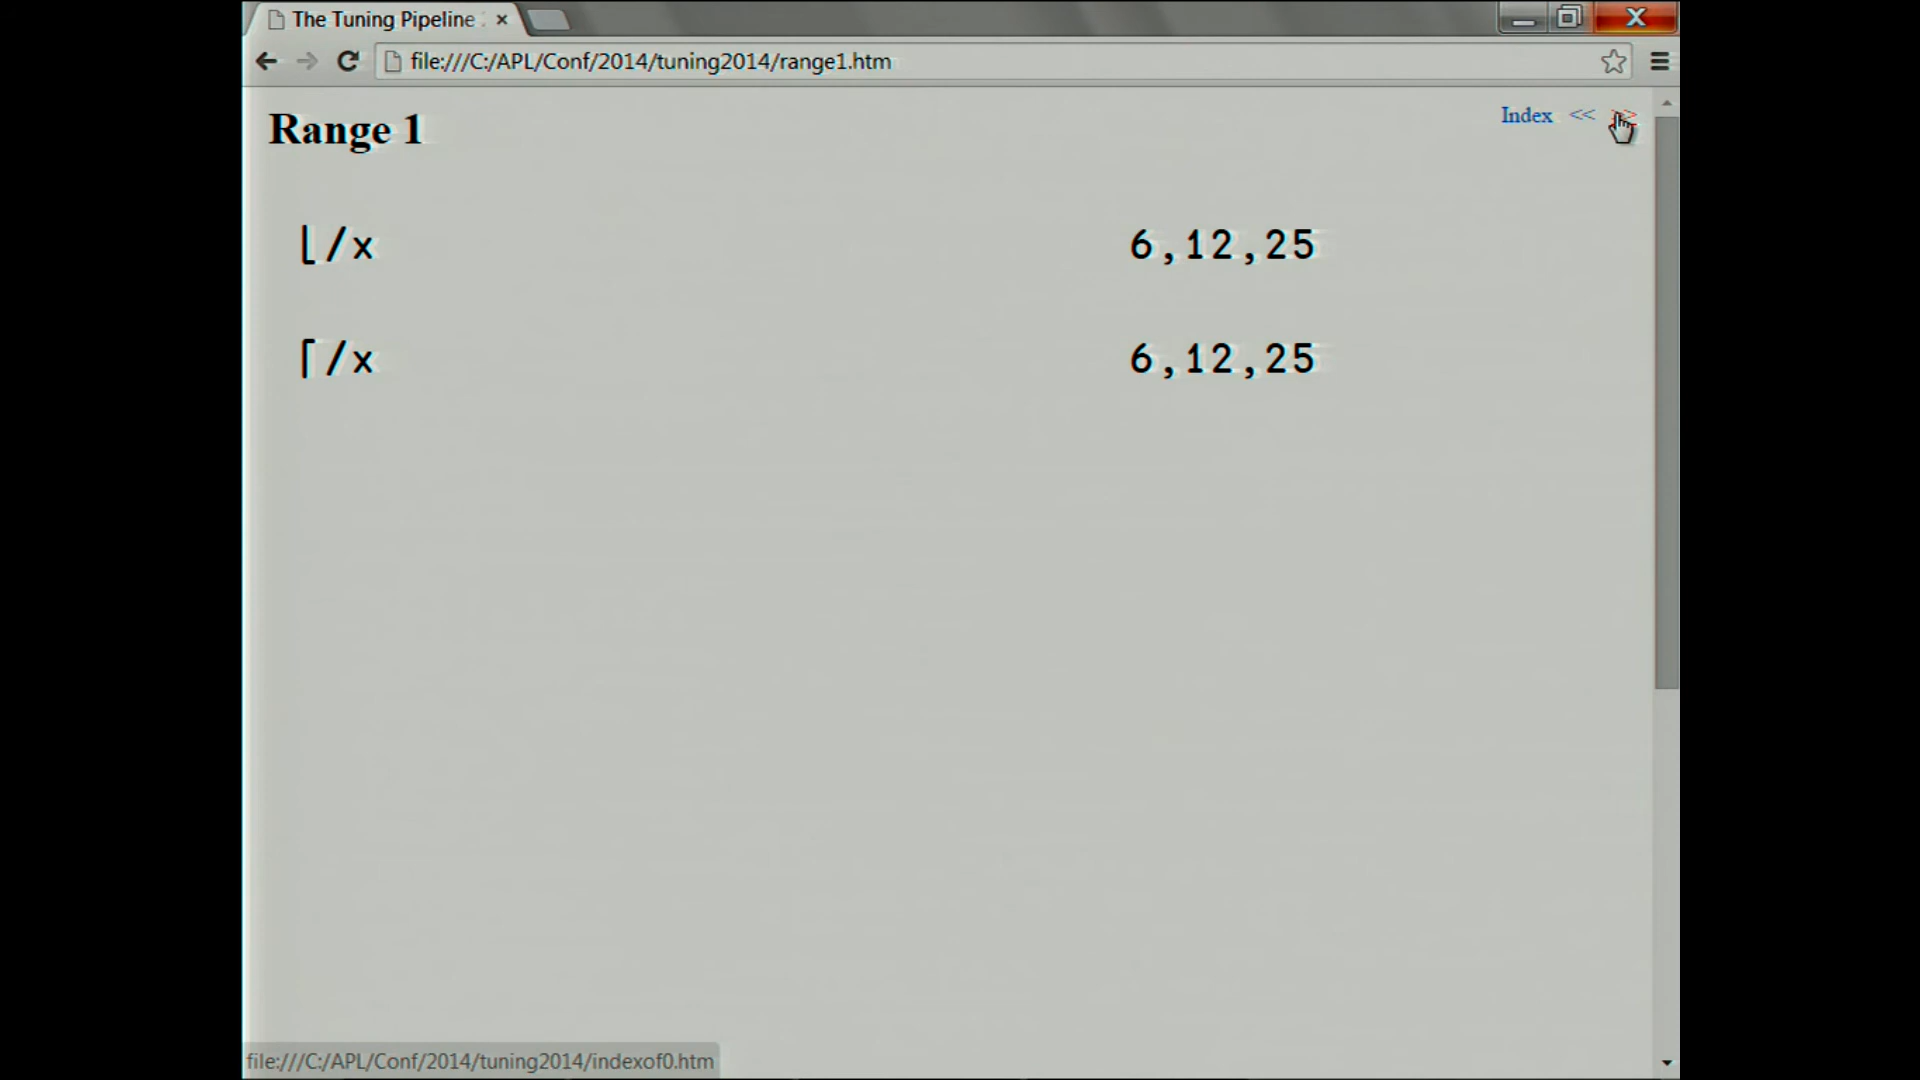 The Tuning Pipeline
file:///C:/APL/Conf/2014/tuning2014/range1.htm
Range 1
Index << >>
⌊/x 6,12,25
⌈/x 6,12,25
file:///C:/APL/Conf/2014/tuning2014/indexof0.htm